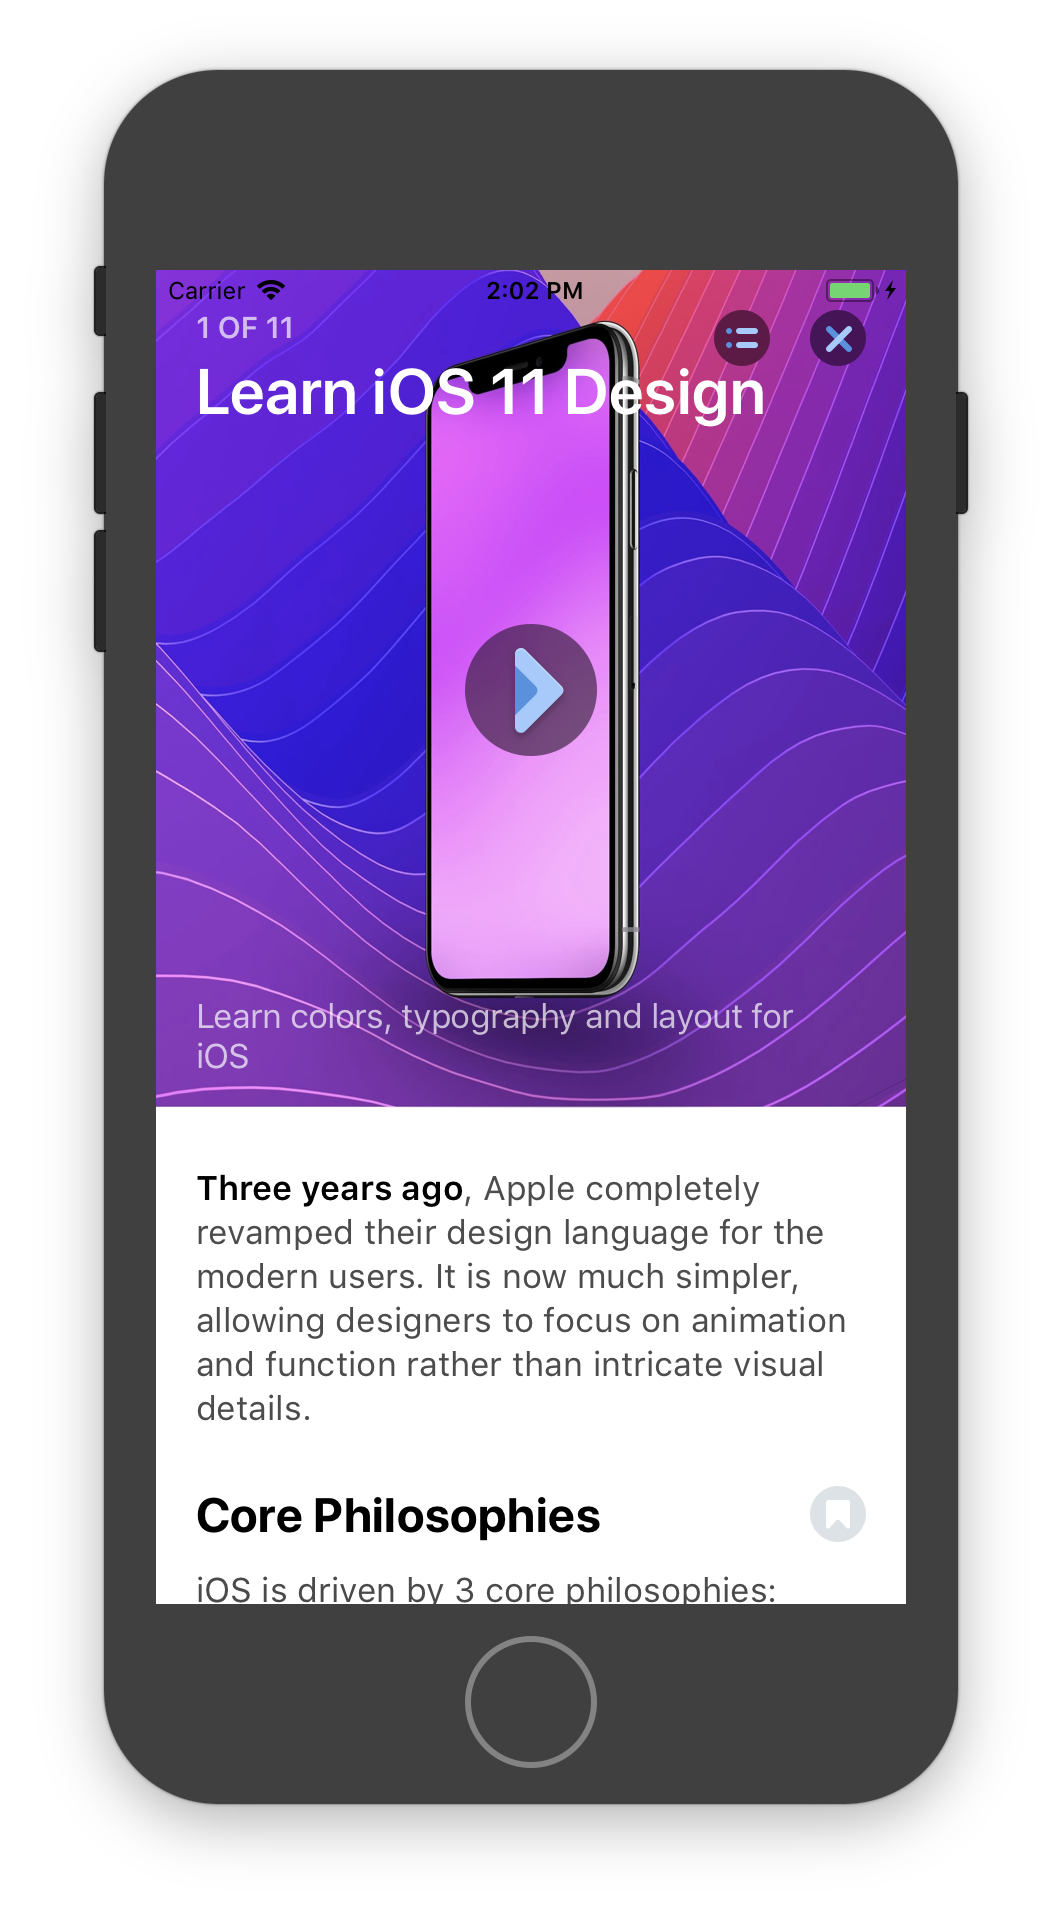 Carrier 2:02 PM
1 OF 11
Learn iOS 11 Design
Learn colors, typography and layout for
iOS
Three years ago, Apple completely
revamped their design language for the
modern users. It is now much simpler,
allowing designers to focus on animation
and function rather than intricate visual
details.
Core Philosophies
iOS is driven by 3 core philosophies: